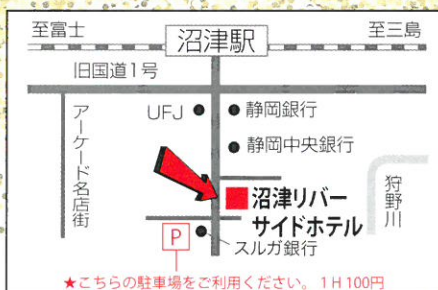 至富士
沼津駅
至三島
旧国道1号
UFJ
静岡銀行
静岡中央銀行
アーケード名店街
沼津リバー
サイドホテル
狩野川
P
スルガ銀行
★こちらの駐車場をご利用ください。 1H 100円